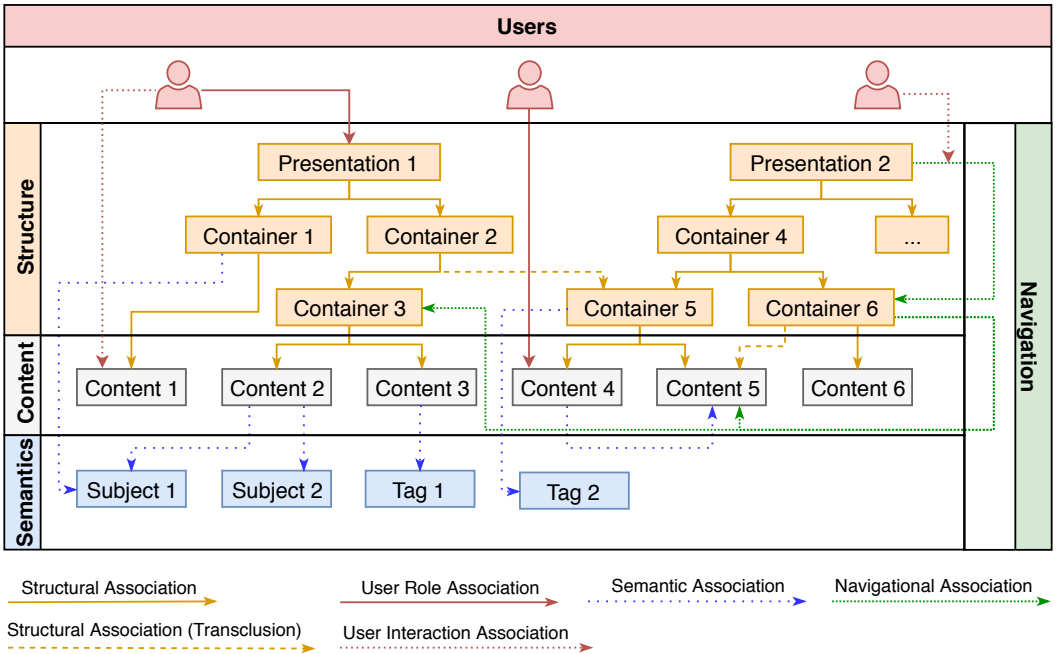 Users
Structure
Presentation 1
Presentation 2
Container 1
Container 2
Container 4
...
Container 3
Container 5
Container 6
Navigation
Content
Content 1
Content 2
Content 3
Content 4
Content 5
Content 6
Semantics
Subject 1
Subject 2
Tag 1
Tag 2
Structural Association
User Role Association
Semantic Association
Navigational Association
Structural Association (Transclusion)
User Interaction Association